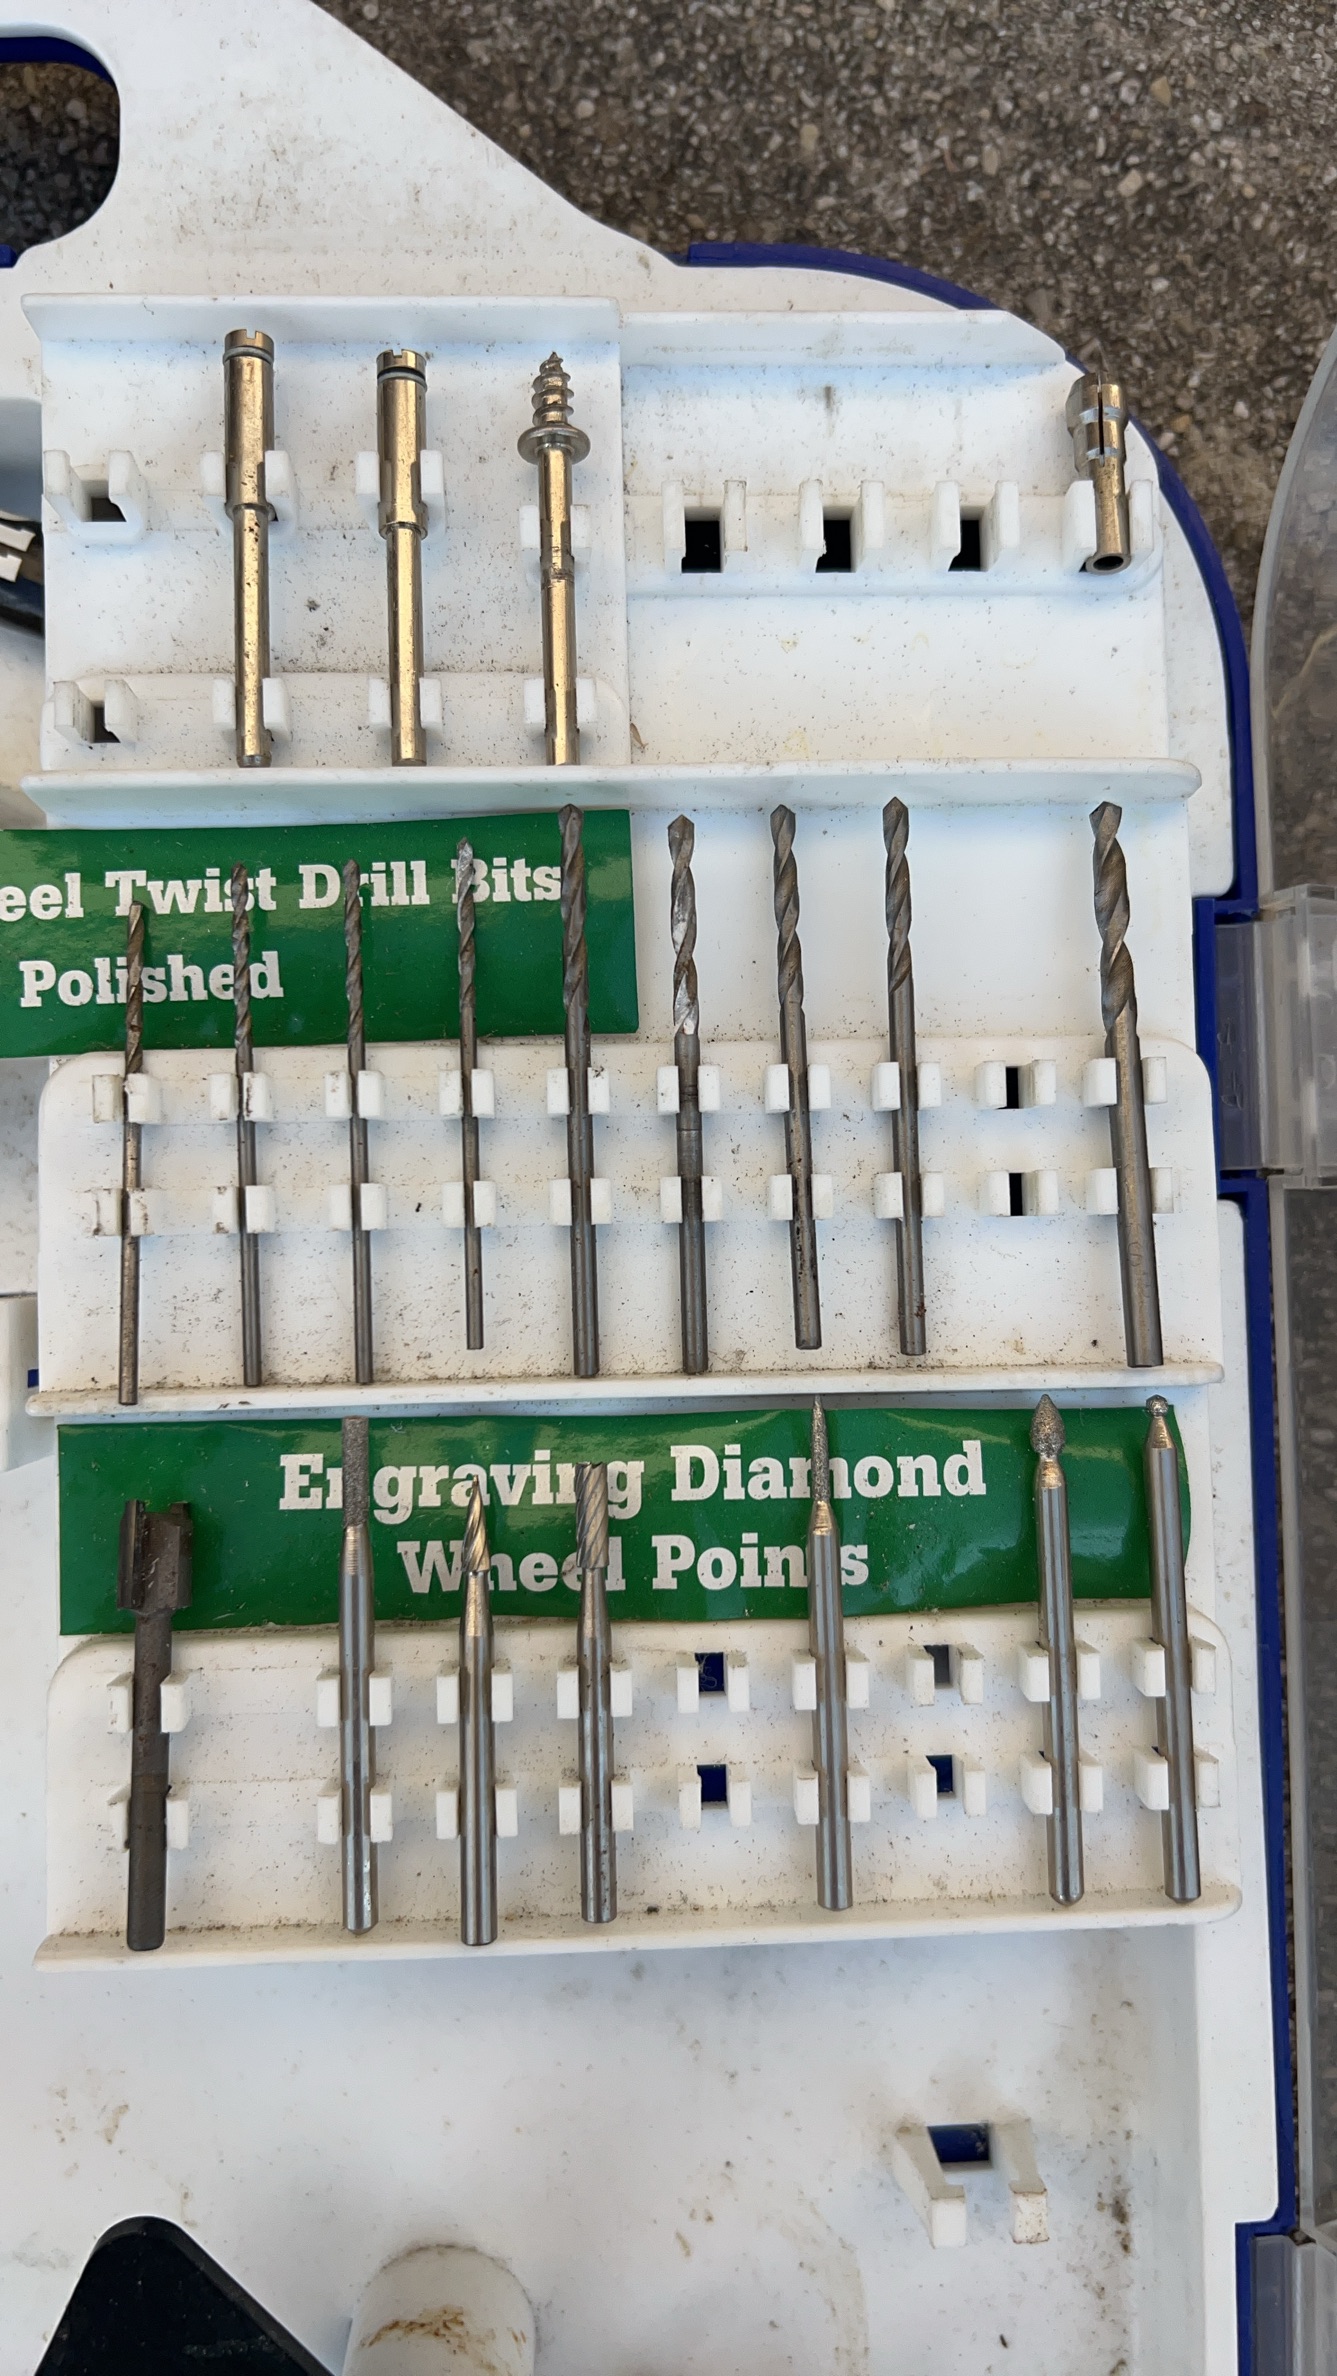 eel Twist Drill Bits
Polished
Engraving Diamond
Wheel Points